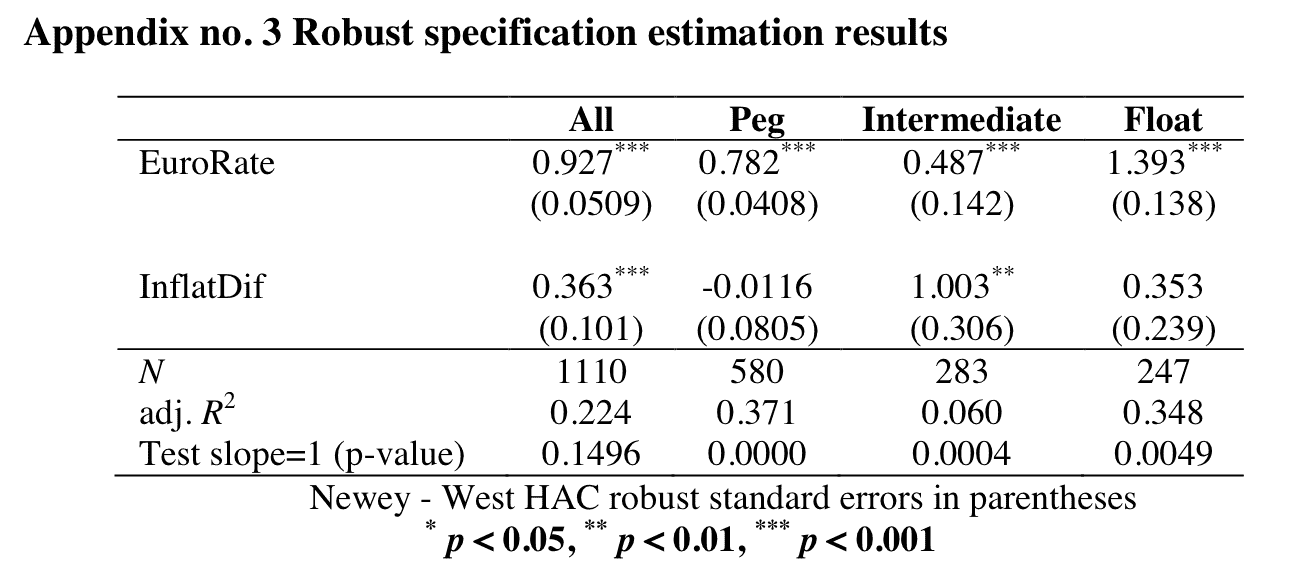 Appendix no. 3 Robust specification estimation results
All Peg Intermediate Float
EuroRate 0.927*** 0.782*** 0.487*** 1.393***
(0.0509) (0.0408) (0.142) (0.138)
InflatDif 0.363*** -0.0116 1.003** 0.353
(0.101) (0.0805) (0.306) (0.239)
N 1110 580 283 247
adj. R² 0.224 0.371 0.060 0.348
Test slope=1 (p-value) 0.1496 0.0000 0.0004 0.0049
Newey - West HAC robust standard errors in parentheses
* p < 0.05, ** p < 0.01, *** p < 0.001